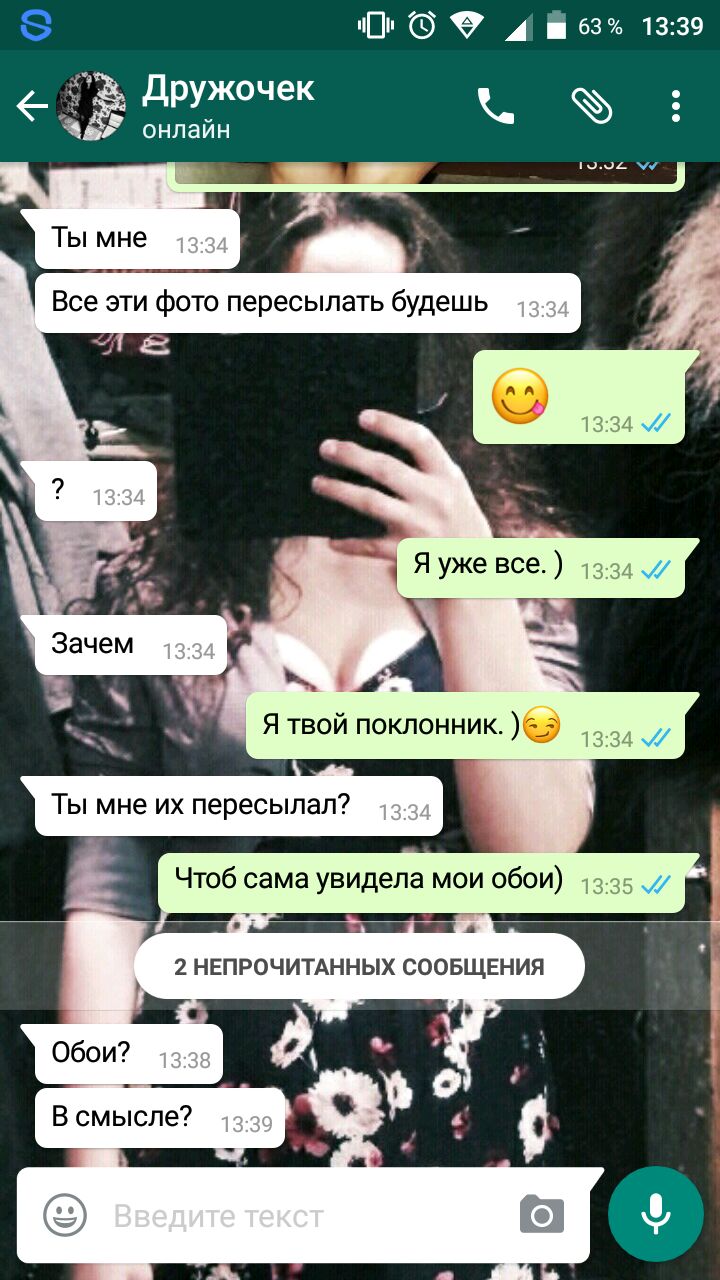 63 % 13:39
Дружочек
онлайн
13:32
Ты мне 13:34
Все эти фото пересылать будешь 13:34
13:34
? 13:34
Я уже все. ) 13:34
Зачем 13:34
Я твой поклонник. )😏 13:34
Ты мне их пересылал? 13:34
Чтоб сама увидела мои обои) 13:35
2 НЕПРОЧИТАННЫХ СООБЩЕНИЯ
Обои? 13:38
В смысле? 13:39
Введите текст